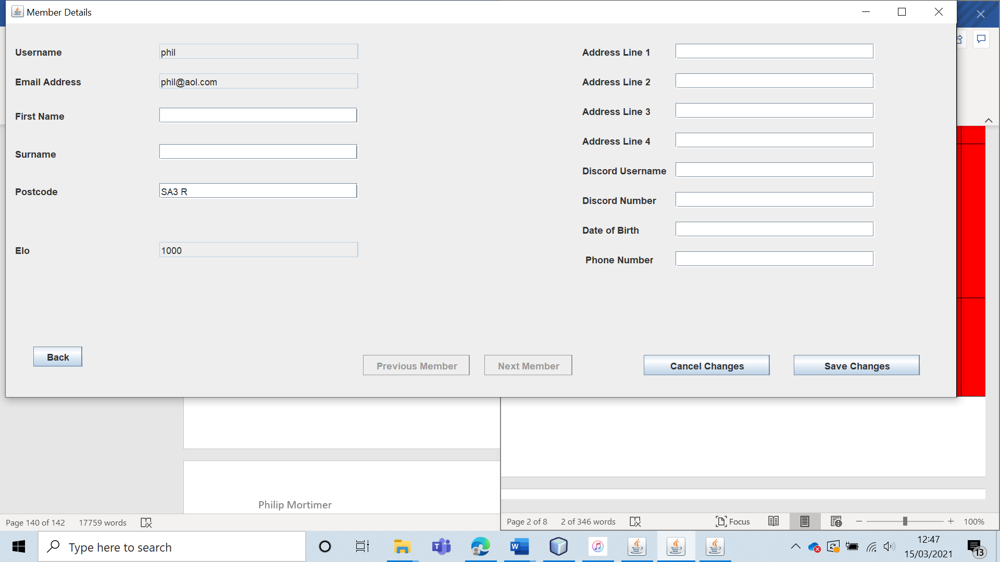 Member Details
Username
phil
Email Address
phil@aol.com
First Name
Surname
Postcode
SA3 R
Elo
1000
Address Line 1
Address Line 2
Address Line 3
Address Line 4
Discord Username
Discord Number
Date of Birth
Phone Number
Back
Previous Member
Next Member
Cancel Changes
Save Changes
Philip Mortimer
Page 140 of 142
17759 words
Page 2 of 8
2 of 346 words
Focus
100%
Type here to search
12:47
15/03/2021
13